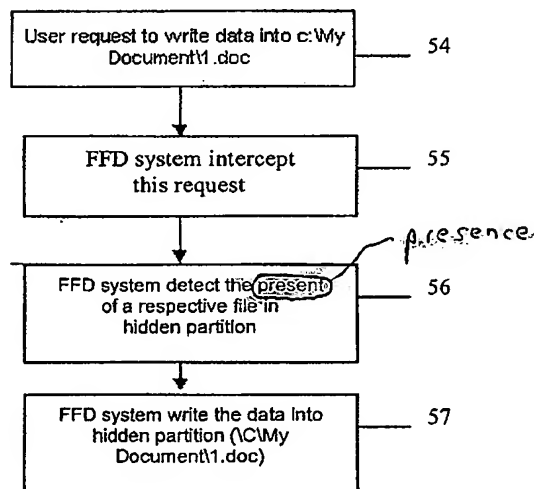 User request to write data into c:\My
Document\1.doc
54
FFD system intercept
this request
55
presence
FFD system detect the present
of a respective file in
hidden partition
56
FFD system write the data into
hidden partition (\C\My
Document\1.doc)
57